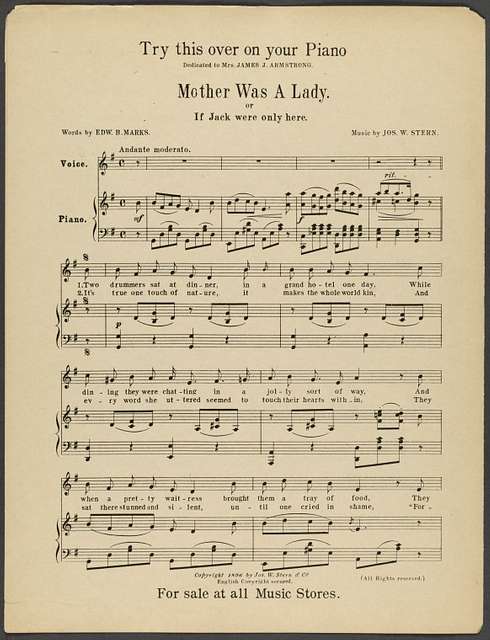 Try this over on your Piano
Dedicated to Mrs. JAMES J. ARMSTRONG.
Mother Was A Lady.
or
If Jack were only here.
Words by EDW. B. MARKS.
Music by JOS. W. STERN.
Andante moderato.
Voice.
rit.
Piano.
mf
f
1.Two drummers sat at din-ner, in a grand ho-tel one day, While
2.It's true one touch of nat-ure, it makes the whole world kin, And
p
din-ing they were chat-ting in a jol-ly sort of way, And
ev-ry word she ut-tered seemed to touch their hearts with-in, They
when a pret-ty wait-ress brought them a tray of food, They
sat there stunned and si-lent, un-til one cried in shame, "For-
Copyright 1896 by Jos. W. Stern & Co
English Copyright secured.
(All Rights reserved.)
For sale at all Music Stores.